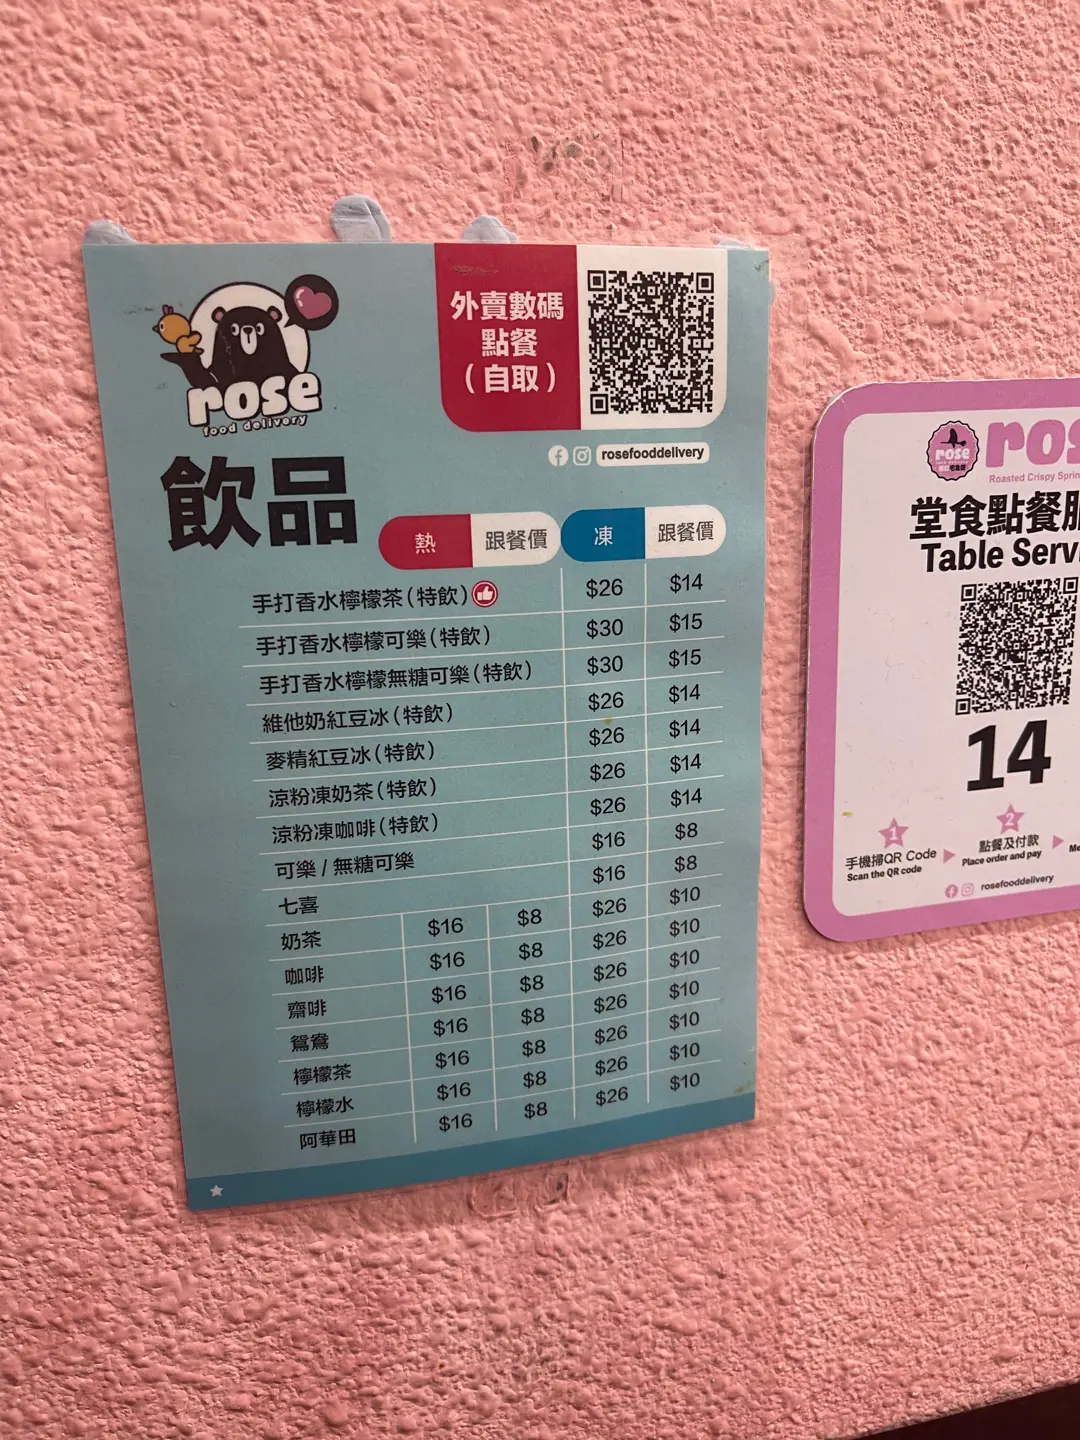 rose
food delivery
外賣數碼
點餐
(自取)
rosefooddelivery
飲品
熱 跟餐價 凍 跟餐價
手打香水檸檬茶(特飲) $26 $14
手打香水檸檬可樂(特飲) $30 $15
手打香水檸檬無糖可樂(特飲) $30 $15
維他奶紅豆冰(特飲) $26 $14
麥精紅豆冰(特飲) $26 $14
涼粉凍奶茶(特飲) $26 $14
涼粉凍咖啡(特飲) $26 $14
可樂/無糖可樂 $16 $8
七喜 $16 $8
奶茶 $16 $8 $26 $10
咖啡 $16 $8 $26 $10
齋啡 $16 $8 $26 $10
鴛鴦 $16 $8 $26 $10
檸檬茶 $16 $8 $26 $10
檸檬水 $16 $8 $26 $10
阿華田 $16 $8 $26 $10
rose
ros
Roasted Crispy Sprin
堂食點餐服
Table Servi
14
1
2
手機掃QR Code
Scan the QR code
點餐及付款
Place order and pay
Me
rosefooddelivery